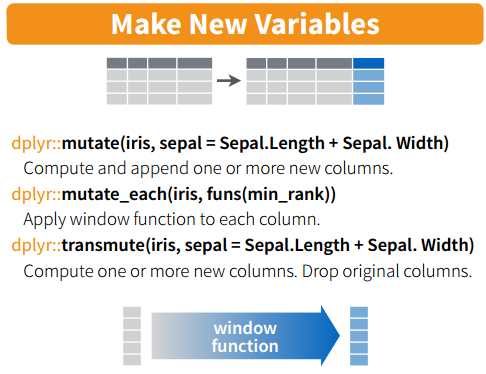 Make New Variables
dplyr::mutate(iris, sepal = Sepal.Length + Sepal. Width)
Compute and append one or more new columns.
dplyr::mutate_each(iris, funs(min_rank))
Apply window function to each column.
dplyr::transmute(iris, sepal = Sepal.Length + Sepal. Width)
Compute one or more new columns. Drop original columns.
window
function